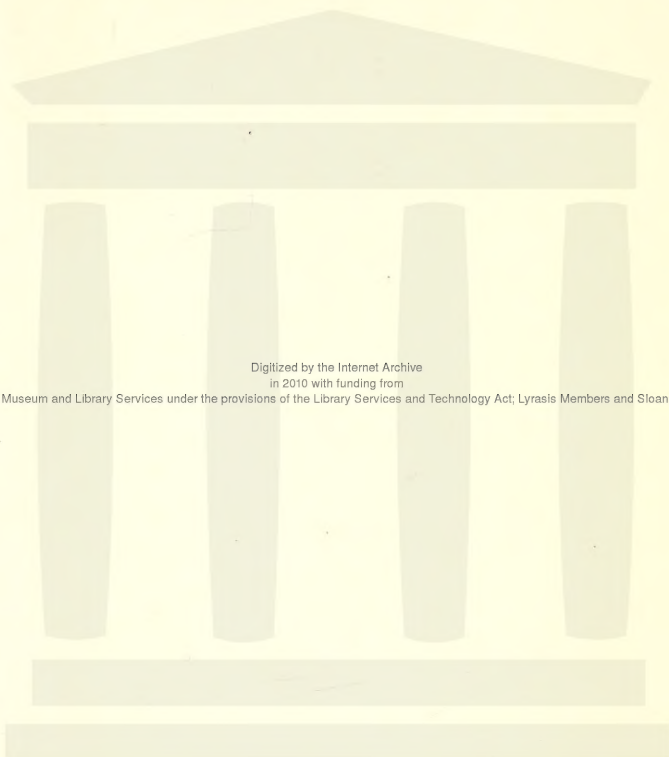 Digitized by the Internet Archive
in 2010 with funding from
Museum and Library Services under the provisions of the Library Services and Technology Act; Lyrasis Members and Sloan